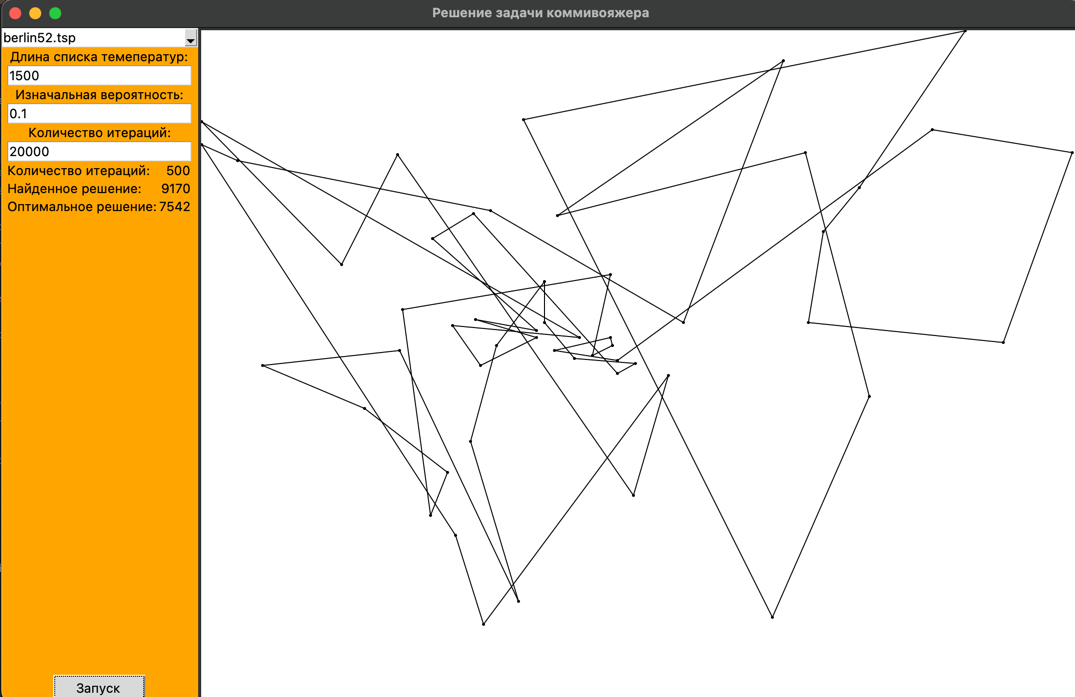 Решение задачи коммивояжера
berlin52.tsp
Длина списка темеператур:
1500
Изначальная вероятность:
0.1
Количество итераций:
20000
Количество итераций: 500
Найденное решение: 9170
Оптимальное решение: 7542
Запуск